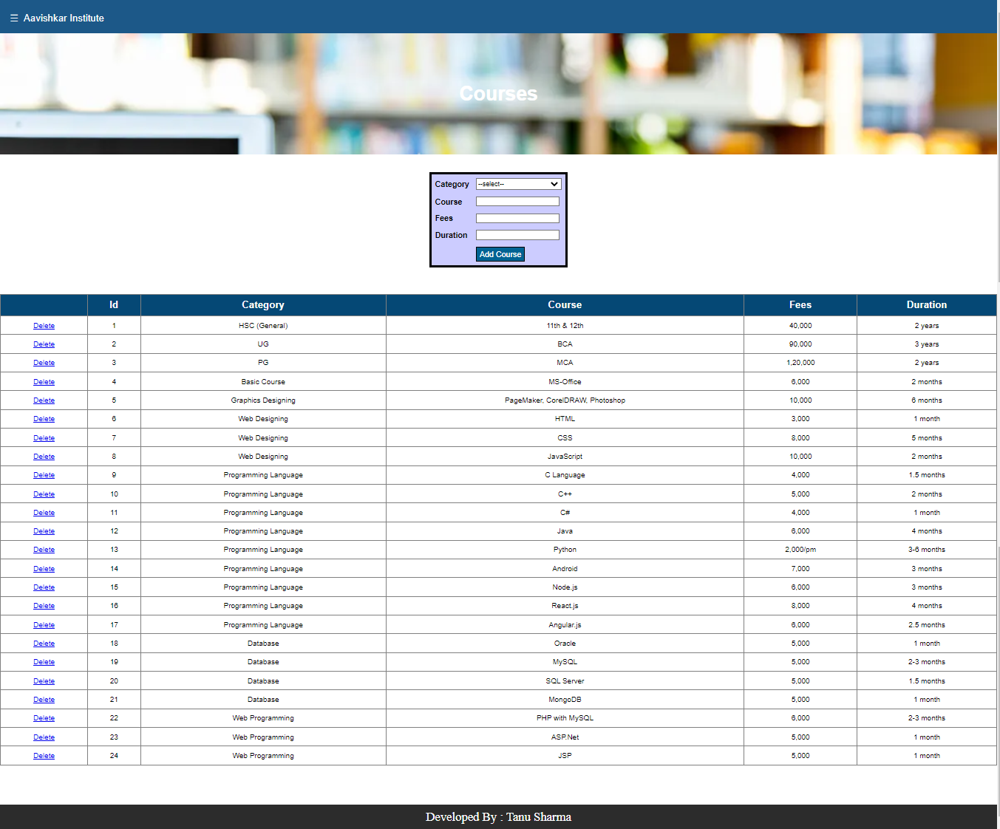 ☰ Aavishkar Institute
Courses
Category --select--
Course
Fees
Duration
Add Course
Id Category Course Fees Duration
Delete 1 HSC (General) 11th & 12th 40,000 2 years
Delete 2 UG BCA 90,000 3 years
Delete 3 PG MCA 1,20,000 2 years
Delete 4 Basic Course MS-Office 6,000 2 months
Delete 5 Graphics Designing PageMaker, CorelDRAW, Photoshop 10,000 6 months
Delete 6 Web Designing HTML 3,000 1 month
Delete 7 Web Designing CSS 8,000 5 months
Delete 8 Web Designing JavaScript 10,000 2 months
Delete 9 Programming Language C Language 4,000 1.5 months
Delete 10 Programming Language C++ 5,000 2 months
Delete 11 Programming Language C# 4,000 1 month
Delete 12 Programming Language Java 6,000 4 months
Delete 13 Programming Language Python 2,000/pm 3-6 months
Delete 14 Programming Language Android 7,000 3 months
Delete 15 Programming Language Node.js 6,000 3 months
Delete 16 Programming Language React.js 8,000 4 months
Delete 17 Programming Language Angular.js 6,000 2.5 months
Delete 18 Database Oracle 5,000 1 month
Delete 19 Database MySQL 5,000 2-3 months
Delete 20 Database SQL Server 5,000 1.5 months
Delete 21 Database MongoDB 5,000 1 month
Delete 22 Web Programming PHP with MySQL 6,000 2-3 months
Delete 23 Web Programming ASP.Net 5,000 1 month
Delete 24 Web Programming JSP 5,000 1 month
Developed By : Tanu Sharma